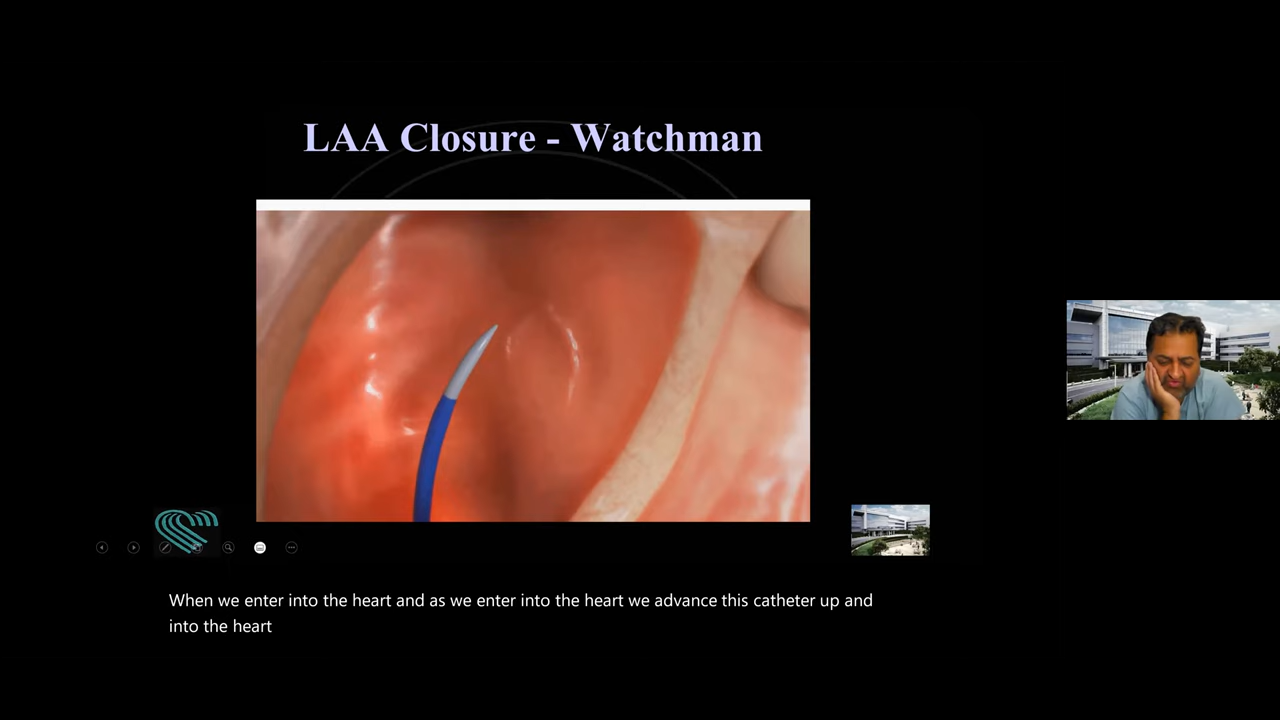 LAA Closure - Watchman
When we enter into the heart and as we enter into the heart we advance this catheter up and
into the heart